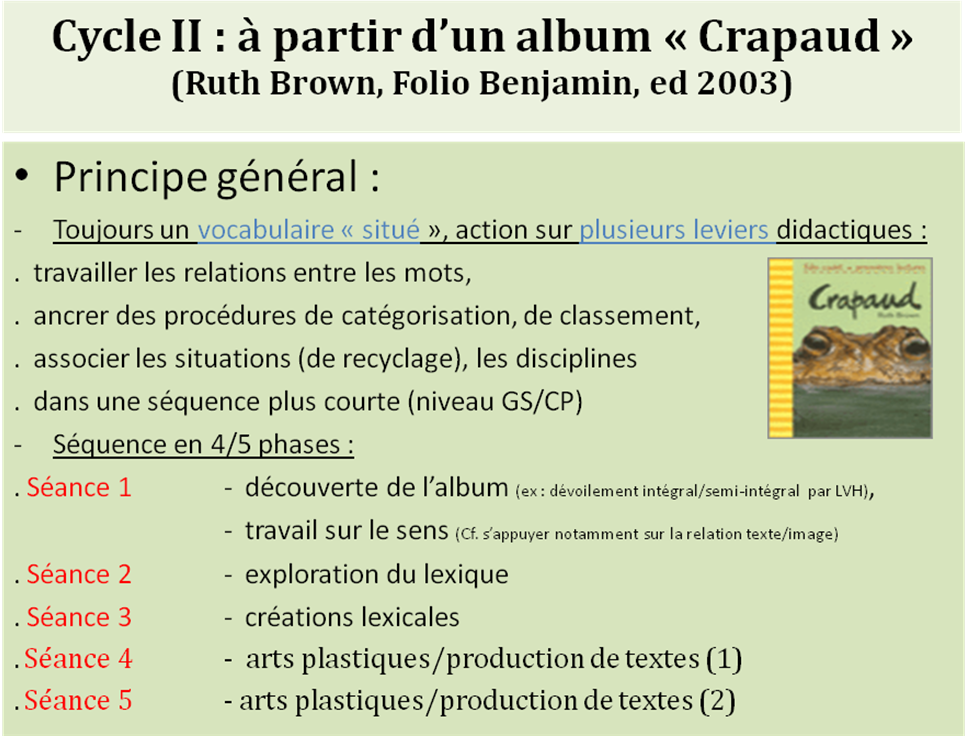 Cycle II : à partir d’un album « Crapaud »
(Ruth Brown, Folio Benjamin, ed 2003)
• Principe général :
- Toujours un vocabulaire « situé », action sur plusieurs leviers didactiques :
. travailler les relations entre les mots,
. ancrer des procédures de catégorisation, de classement,
. associer les situations (de recyclage), les disciplines
. dans une séquence plus courte (niveau GS/CP)
- Séquence en 4/5 phases :
. Séance 1 - découverte de l’album (ex : dévoilement intégral/semi-intégral par LVH),
- travail sur le sens (Cf. s’appuyer notamment sur la relation texte/image)
. Séance 2 - exploration du lexique
. Séance 3 - créations lexicales
. Séance 4 - arts plastiques/production de textes (1)
. Séance 5 - arts plastiques/production de textes (2)
Crapaud
Ruth Brown